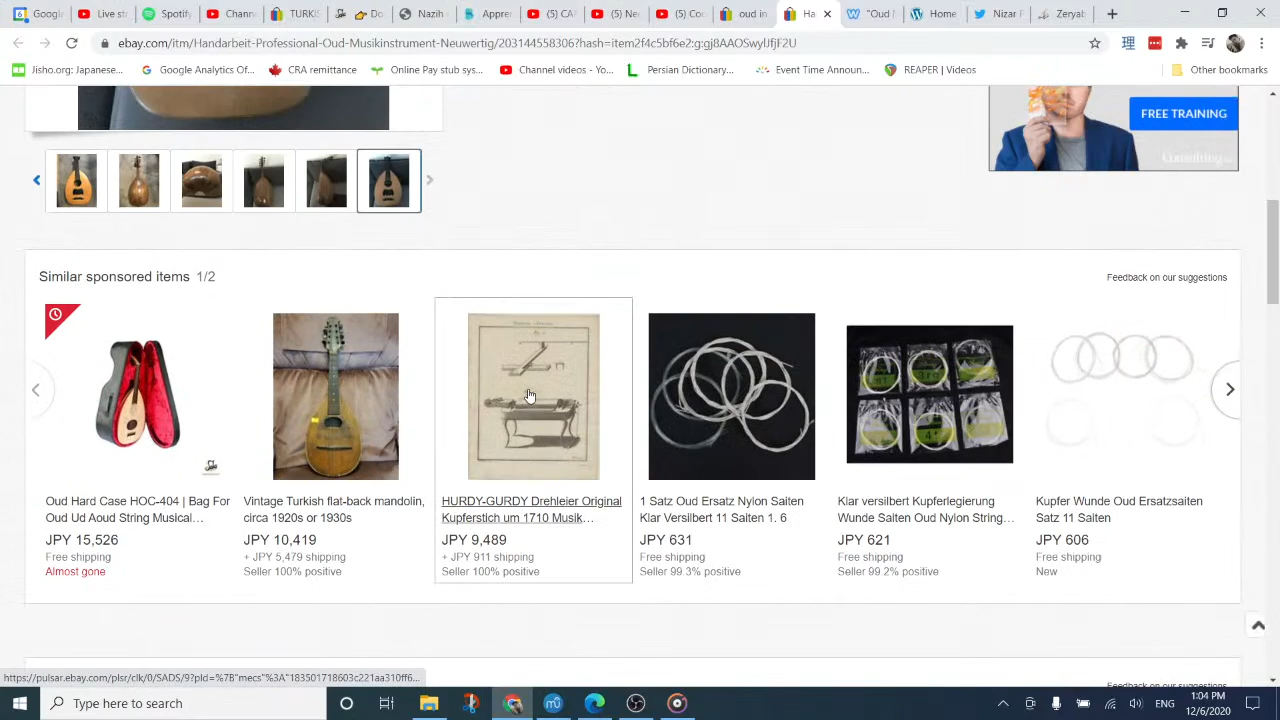 Live st
Spotif
Chann
TURKI
Do
Nazih
Appre
(5) CA
(5) Ne
(5) Co
oud in
Ha
"Oud
Home
Nizar F
Zeryab
ebay.com/itm/Handarbeit-Professional-Oud-Musikinstrument-Neuwertig/203144558306?hash=item2f4c5bf6e2:g:gj8AAOSwylJfjF2U
Jisho.org: Japanese...
Google Analytics Of...
CRA remittance
Online Pay stub sys...
Channel videos - Yo...
Persian Dictionary...
Event Time Announ...
REAPER | Videos
Other bookmarks
FREE TRAINING
Consulting
Similar sponsored items 1/2
Feedback on our suggestions
Oud Hard Case HOC-404 | Bag For
Oud Ud Aoud String Musical...
JPY 15,526
Free shipping
Almost gone
Vintage Turkish flat-back mandolin,
circa 1920s or 1930s
JPY 10,419
+ JPY 5,479 shipping
Seller 100% positive
HURDY-GURDY Drehleier Original
Kupferstich um 1710 Musik...
JPY 9,489
+ JPY 911 shipping
Seller 100% positive
1 Satz Oud Ersatz Nylon Saiten
Klar Versilbert 11 Saiten 1. 6
JPY 631
Free shipping
Seller 99.3% positive
Klar versilbert Kupferlegierung
Wunde Saiten Oud Nylon String...
JPY 621
Free shipping
Seller 99.2% positive
Kupfer Wunde Oud Ersatzsaiten
Satz 11 Saiten
JPY 606
Free shipping
New
Feedback on our suggestions
https://pulsar.ebay.com/plsr/clk/0/SADS/9?pld=%7B"mecs"%3A"183501718603c221aa310ff6...
Type here to search
ENG
1:04 PM
12/6/2020